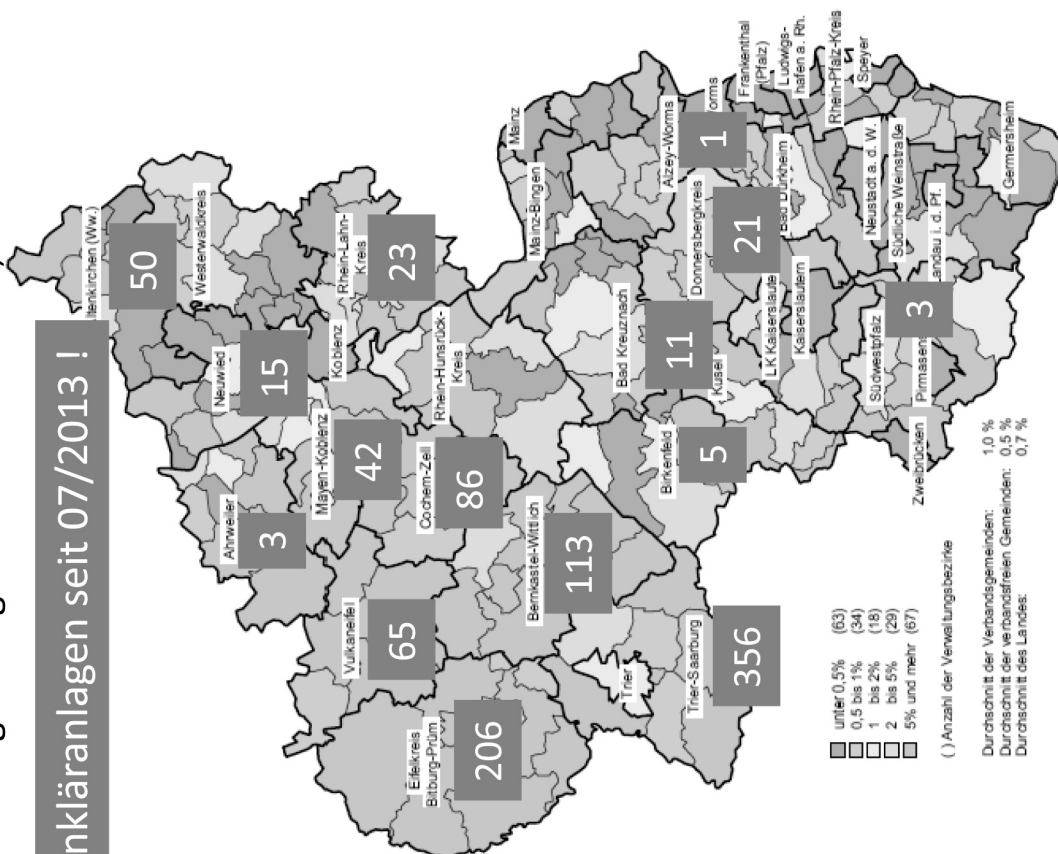 nkläranlagen seit 07/2013 !
ltenkirchen (Ww.)
50
Westerwaldkreis
Neuwied
15
Rhein-Lahn-
Kreis
23
Koblenz
Ahrweiler
3
Mayen-Koblenz
42
Cochem-Zell
86
Rhein-Hunsrück-
Kreis
Vulkaneifel
65
Eifelkreis
Bitburg-Prüm
206
Bernkastel-Wittlich
113
Trier
Trier-Saarburg
356
Birkenfeld
5
Bad Kreuznach
11
Kusel
Mainz
Mainz-Bingen
Alzey-Worms
1
orms
Donnersbergkreis
21
Bad Dürkheim
Frankenthal
(Pfalz)
Ludwigs-
hafen a. Rh.
Rhein-Pfalz-Kreis
Speyer
LK Kaiserslaute
Kaiserslautern
Neustadt a. d. W.
Südliche Weinstraße
andau i. d. Pf.
Germersheim
Südwestpfalz
Pirmasens
3
Zweibrücken
unter 0,5% (63)
0,5 bis 1% (34)
1 bis 2% (18)
2 bis 5% (29)
5% und mehr (67)
( ) Anzahl der Verwaltungsbezirke
Durchschnitt der Verbandsgemeinden: 1,0 %
Durchschnitt der verbandsfreien Gemeinden: 0,5 %
Durchschnitt des Landes: 0,7 %